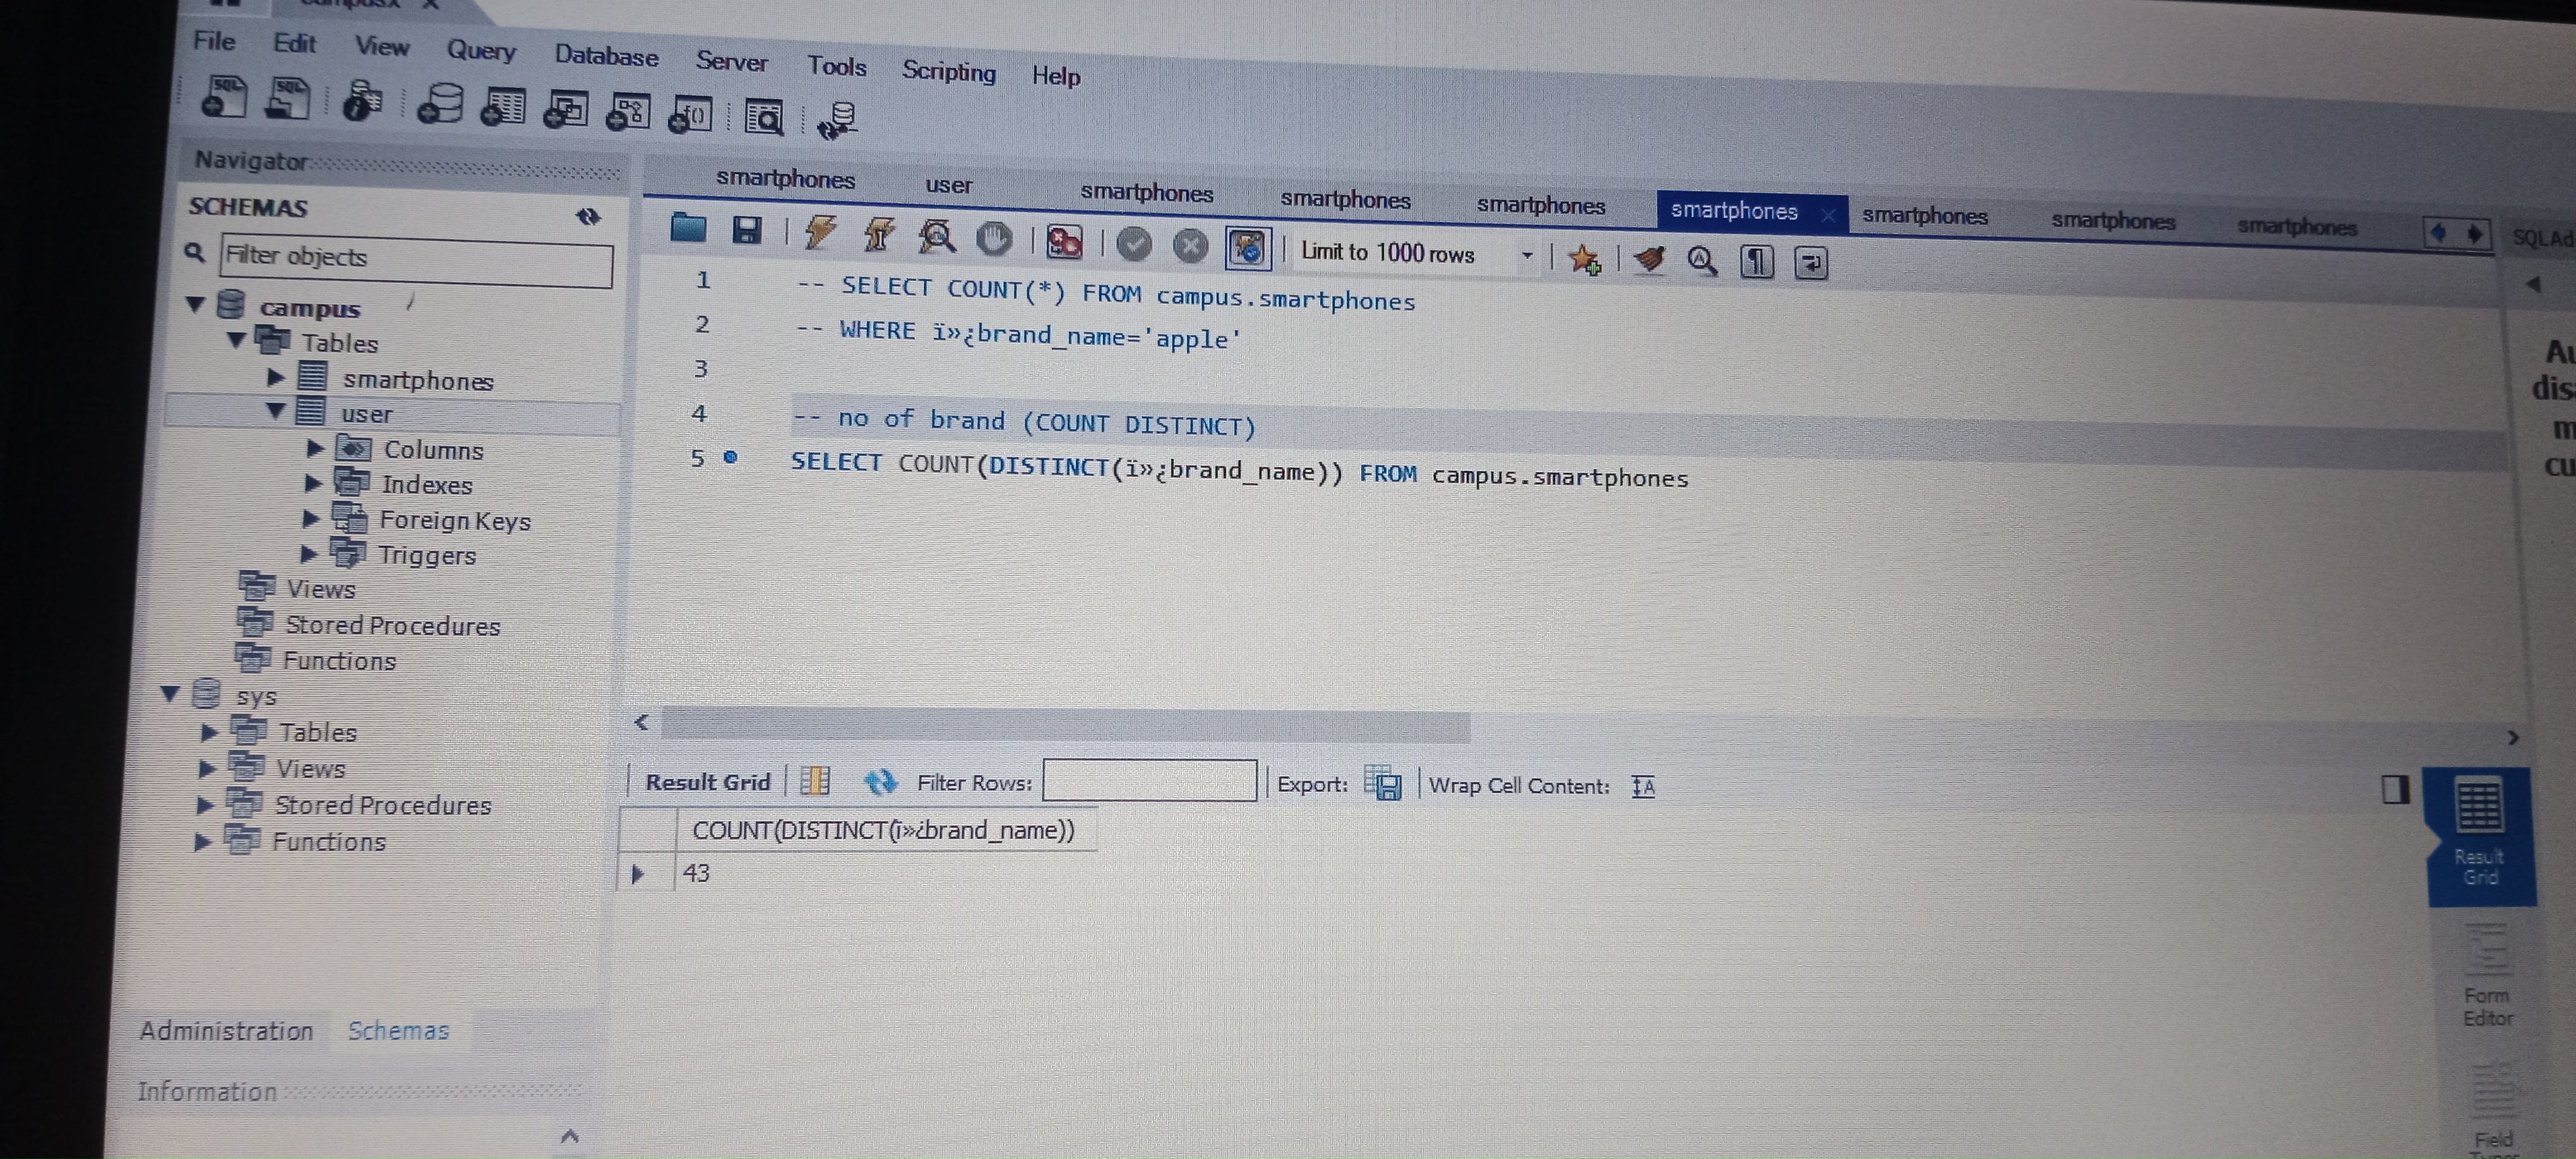 File Edit View Query Database Server Tools Scripting Help
Navigator
SCHEMAS
Filter objects
campus
Tables
smartphones
user
Columns
Indexes
Foreign Keys
Triggers
Views
Stored Procedures
Functions
sys
Tables
Views
Stored Procedures
Functions
Administration Schemas
Information
smartphones user smartphones smartphones smartphones smartphones smartphones smartphones smartphones
Limit to 1000 rows
1 -- SELECT COUNT(*) FROM campus.smartphones
2 -- WHERE ï»¿brand_name='apple'
3
4 -- no of brand (COUNT DISTINCT)
5 SELECT COUNT(DISTINCT(ï»¿brand_name)) FROM campus.smartphones
Result Grid Filter Rows: Export: Wrap Cell Content:
COUNT(DISTINCT(ï»¿brand_name))
43
Result
Grid
Form
Editor
Field